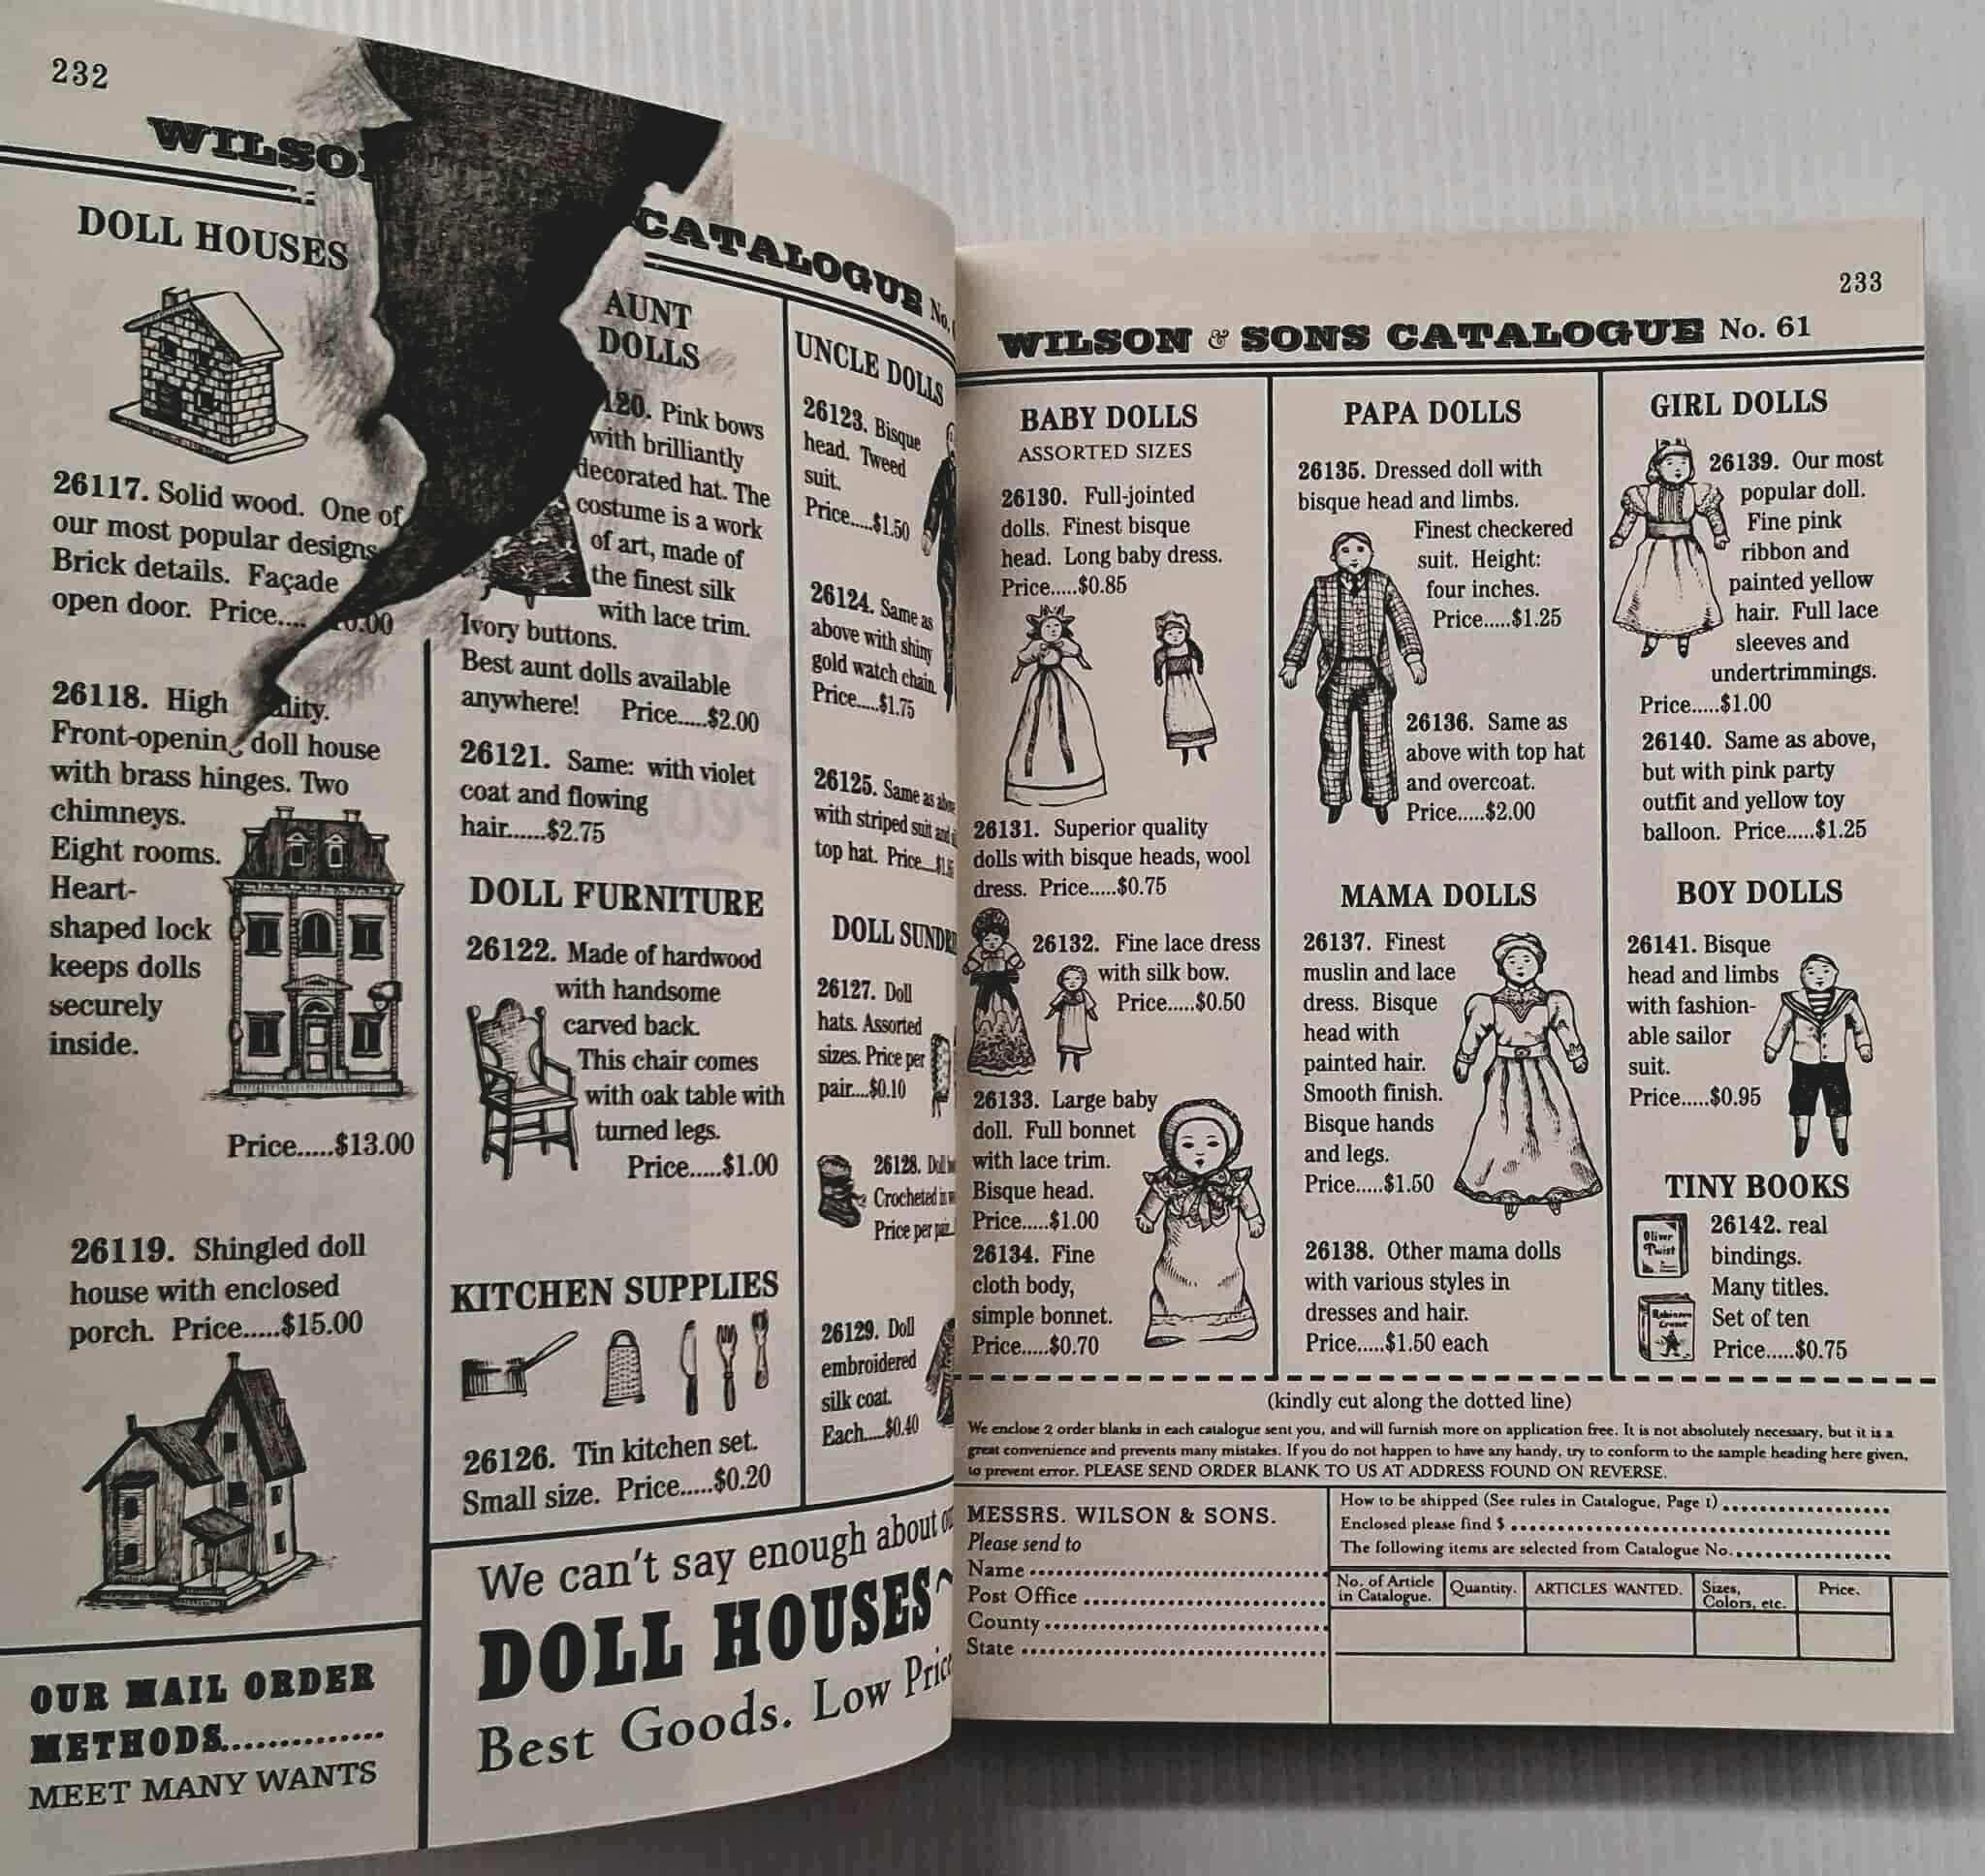 232
WILSO
CATALOGUE No.
DOLL HOUSES
26117. Solid wood. One of
our most popular designs
Brick details. Façade
open door. Price....
26118. High
Front-opening doll house
with brass hinges. Two
chimneys.
Eight rooms.
Heart-
shaped lock
keeps dolls
securely
inside.
Price.....$13.00
26119. Shingled doll
house with enclosed
porch. Price.....$15.00
OUR MAIL ORDER
METHODS..............
MEET MANY WANTS
AUNT
DOLLS
120. Pink bows
with brilliantly
decorated hat. The
costume is a work
of art, made of
the finest silk
with lace trim.
Ivory buttons.
Best aunt dolls available
anywhere! Price.....$2.00
26121. Same: with violet
coat and flowing
hair......$2.75
DOLL FURNITURE
26122. Made of hardwood
with handsome
carved back.
This chair comes
with oak table with
turned legs.
Price.....$1.00
KITCHEN SUPPLIES
26126. Tin kitchen set.
Small size. Price.....$0.20
UNCLE DOLLS
26123. Bisque
head. Tweed
suit.
Price.....$1.50
26124. Same as
above with shiny
gold watch chain.
Price.....$1.75
26125. Same as above
with striped suit and
top hat. Price
DOLL
26127. Doll
hats. Assorted
sizes. Price per
pair....$0.10
26128. Doll
Crocheted in
Price per
26129. Doll
embroidered
silk coat.
Each.....$0.40
We can't say enough about
DOLL HOUSES~
Best Goods. Low
233
WILSON & SONS CATALOGUE No. 61
BABY DOLLS
ASSORTED SIZES
26130. Full-jointed
dolls. Finest bisque
head. Long baby dress.
Price.....$0.85
26131. Superior quality
dolls with bisque heads, wool
dress. Price.....$0.75
26132. Fine lace dress
with silk bow.
Price.....$0.50
26133. Large baby
doll. Full bonnet
with lace trim.
Bisque head.
Price.....$1.00
26134. Fine
cloth body,
simple bonnet.
Price.....$0.70
PAPA DOLLS
26135. Dressed doll with
bisque head and limbs.
Finest checkered
suit. Height:
four inches.
Price.....$1.25
26136. Same as
above with top hat
and overcoat.
Price.....$2.00
MAMA DOLLS
26137. Finest
muslin and lace
dress. Bisque
head with
painted hair.
Smooth finish.
Bisque hands
and legs.
Price.....$1.50
26138. Other mama dolls
with various styles in
dresses and hair.
Price.....$1.50 each
GIRL DOLLS
26139. Our most
popular doll.
Fine pink
ribbon and
painted yellow
hair. Full lace
sleeves and
undertrimmings.
Price.....$1.00
26140. Same as above,
but with pink party
outfit and yellow toy
balloon. Price.....$1.25
BOY DOLLS
26141. Bisque
head and limbs
with fashion-
able sailor
suit.
Price.....$0.95
TINY BOOKS
Oliver
Twist
Robinson
Crusoe
26142. real
bindings.
Many titles.
Set of ten
Price.....$0.75
(kindly cut along the dotted line)
We enclose 2 order blanks in each catalogue sent you, and will furnish more on application free. It is not absolutely necessary, but it is a
great convenience and prevents many mistakes. If you do not happen to have any handy, try to conform to the sample heading here given,
to prevent error. PLEASE SEND ORDER BLANK TO US AT ADDRESS FOUND ON REVERSE.
MESSRS. WILSON & SONS.
Please send to
Name
Post Office
County
State
How to be shipped (See rules in Catalogue, Page 1)
Enclosed please find $
The following items are selected from Catalogue No.
No. of Article
in Catalogue.
Quantity.
ARTICLES WANTED.
Sizes,
Colors, etc.
Price.